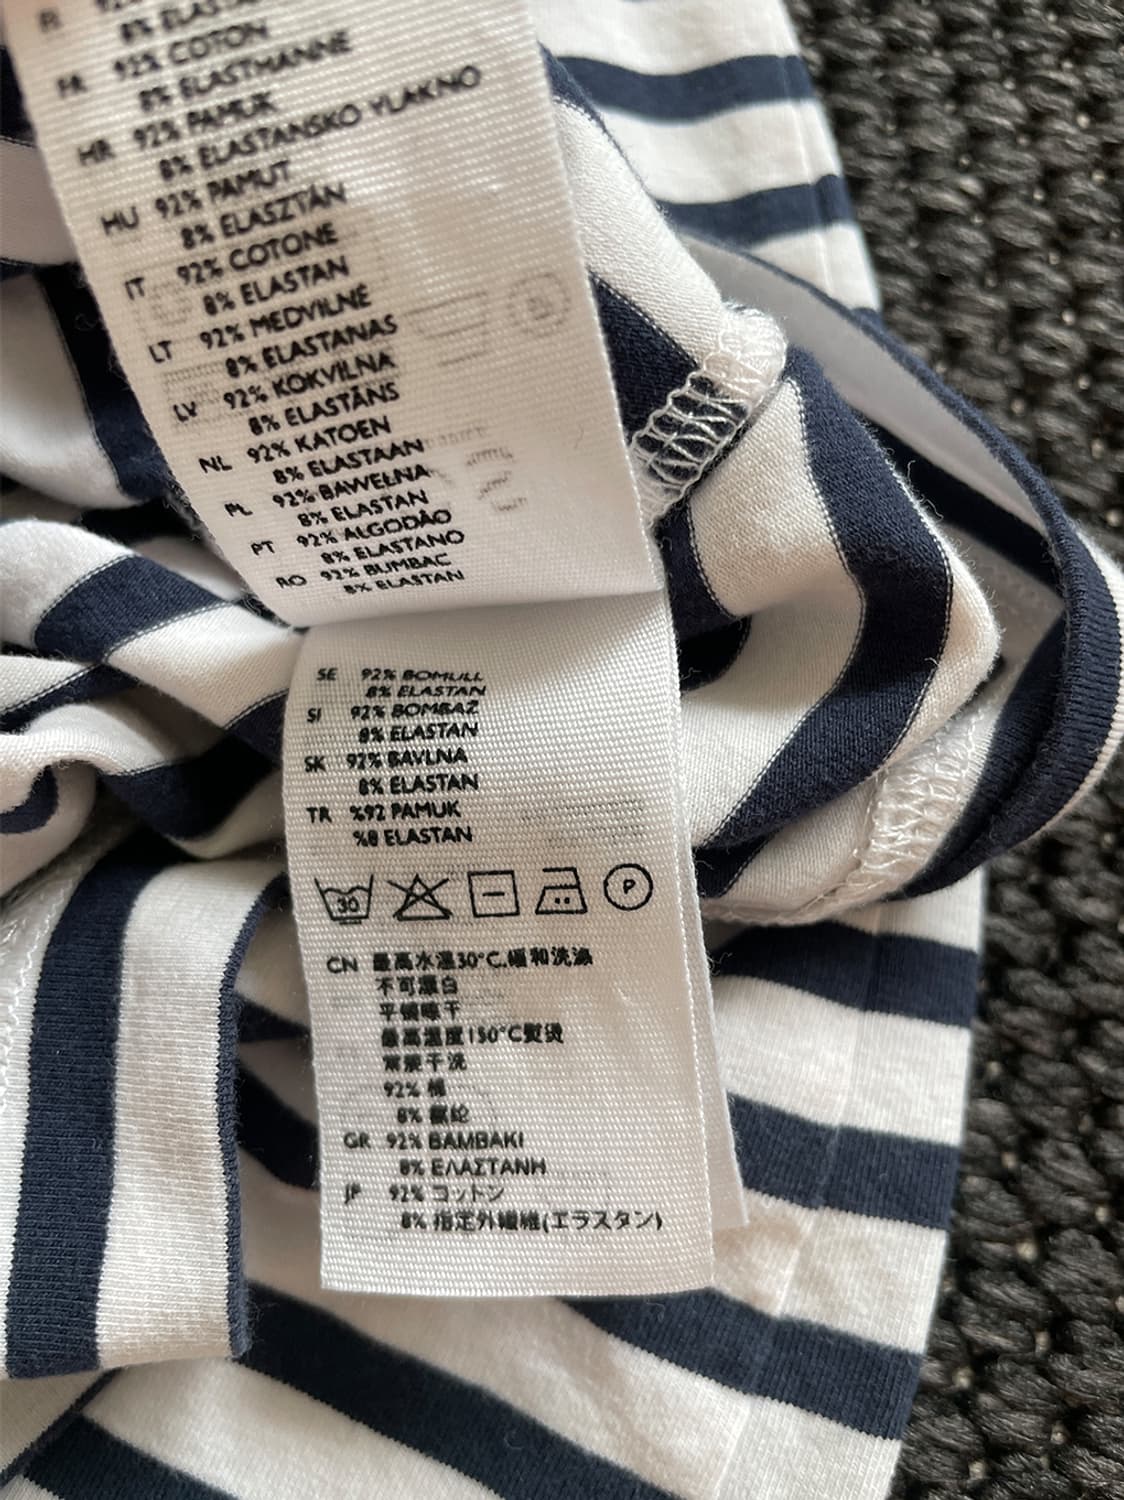 FI 92%
8% ELAST
FR 92% COTON
8% ELASTHANNE
HR 92% PAMUK
8% ELASTANSKO VLAKNO
HU 92% PAMUT
8% ELASZTÁN
IT 92% COTONE
8% ELASTAN
LT 92% MEDVILNĖ
8% ELASTANAS
LV 92% KOKVILNA
8% ELASTĀNS
NL 92% KATOEN
8% ELASTAAN
PL 92% BAWEŁNA
8% ELASTAN
PT 92% ALGODÃO
8% ELASTANO
RO 92% BUMBAC
8% ELASTAN
SE 92% BOMULL
8% ELASTAN
SI 92% BOMBAŽ
8% ELASTAN
SK 92% BAVLNA
8% ELASTAN
TR %92 PAMUK
%8 ELASTAN
30 P
CN 最高水温30°C,缓和洗涤
不可漂白
平铺晾干
最高温度150°C熨烫
常规干洗
92% 棉
8% 氨纶
GR 92% BAMBAKI
8% ΕΛΑΣΤΑΝΗ
JP 92% コットン
8% 指定外繊維(エラスタン)